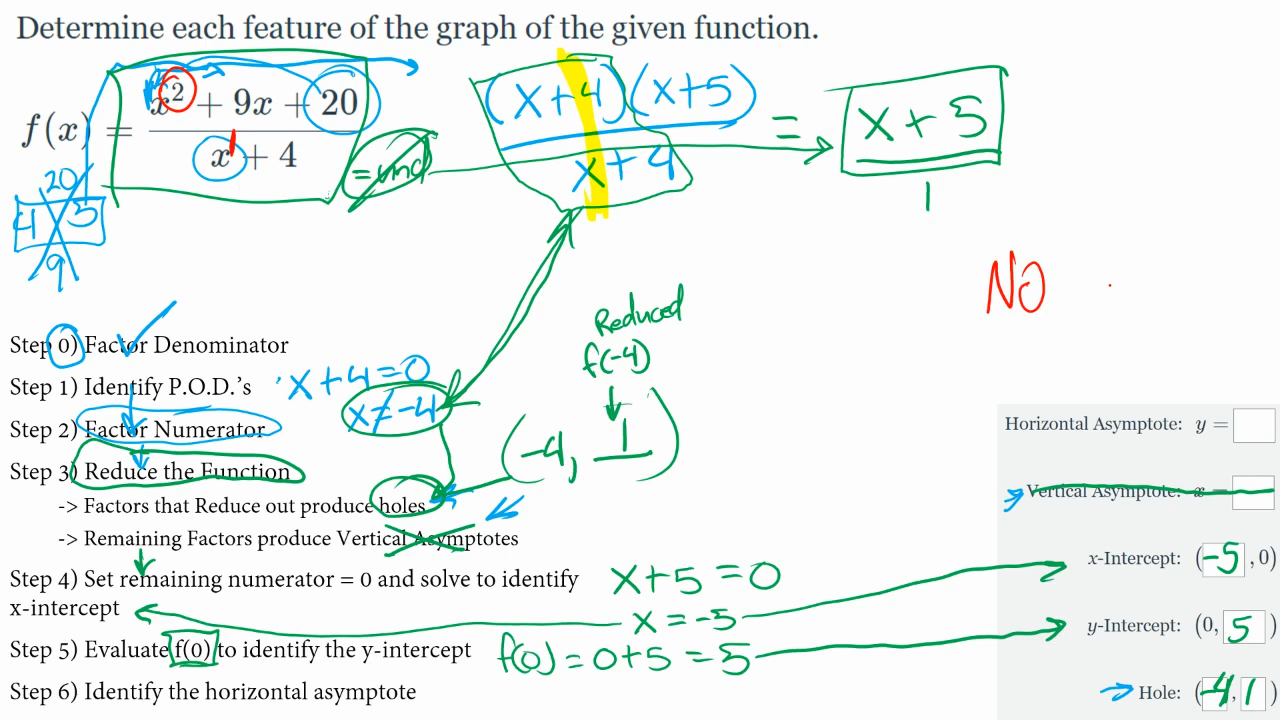 Determine each feature of the graph of the given function.
f(x) = (x² + 9x + 20)/(x + 4)
(x+4)(x+5)
x+4
= x+5
1
= und
x¹
20
4 5
9
NO
Step 0) Factor Denominator
Step 1) Identify P.O.D.'s
x+4=0
x≠-4
Step 2) Factor Numerator
Step 3) Reduce the Function
-> Factors that Reduce out produce holes
-> Remaining Factors produce Vertical Asymptotes
Reduced
f(-4)
(-4, 1)
Step 4) Set remaining numerator = 0 and solve to identify
x-intercept
x+5=0
x=-5
Step 5) Evaluate f(0) to identify the y-intercept
f(0)=0+5=5
Step 6) Identify the horizontal asymptote
Horizontal Asymptote: y =
Vertical Asymptote: x =
x-Intercept: (-5, 0)
y-Intercept: (0, 5)
Hole: (-4, 1)